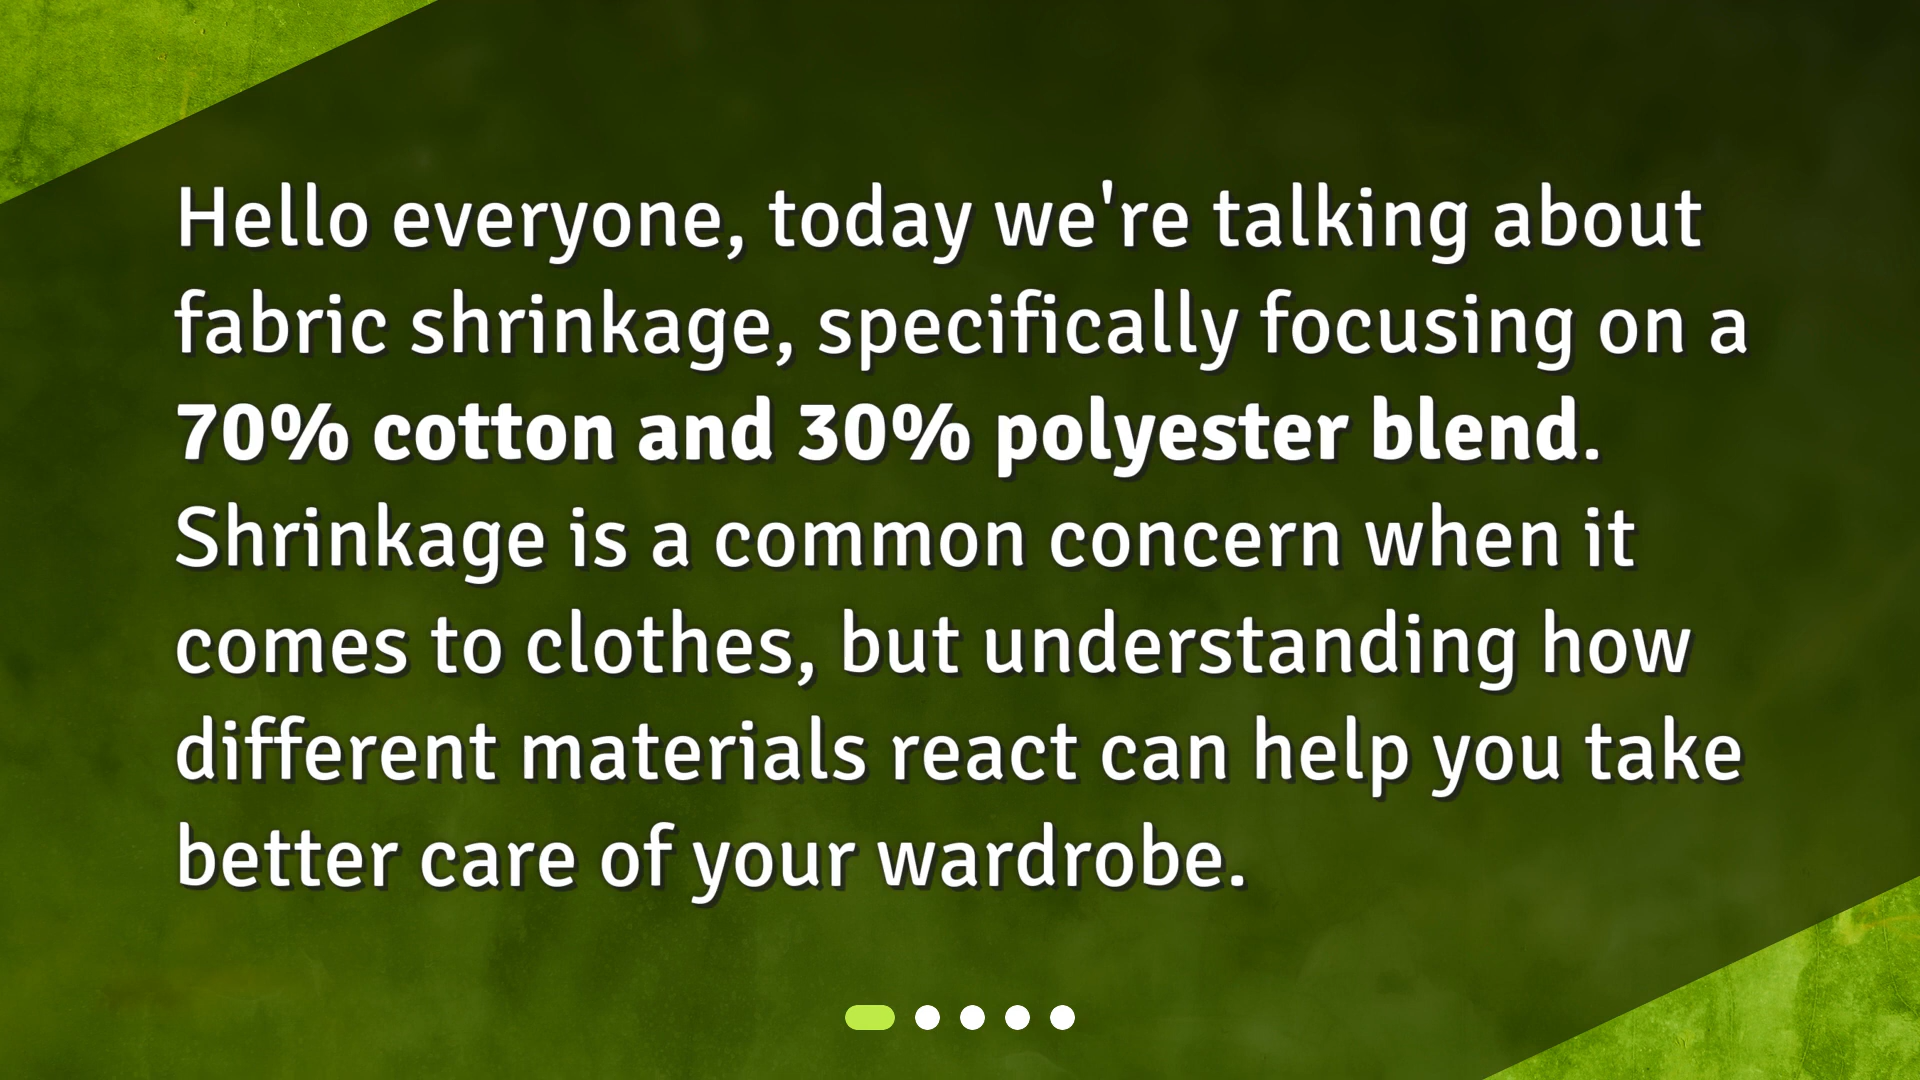 Hello everyone, today we're talking about
fabric shrinkage, specifically focusing on a
70% cotton and 30% polyester blend.
Shrinkage is a common concern when it
comes to clothes, but understanding how
different materials react can help you take
better care of your wardrobe.